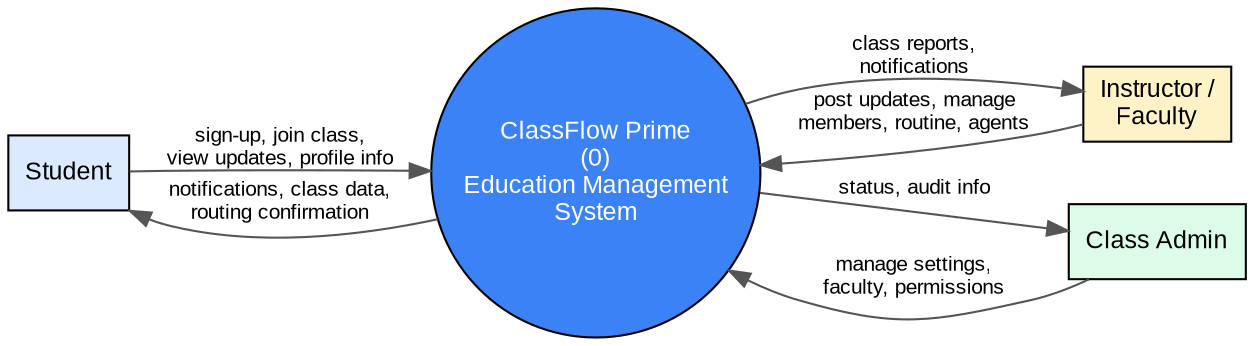 Student
sign-up, join class,
view updates, profile info
notifications, class data,
routing confirmation
ClassFlow Prime
(0)
Education Management
System
class reports,
notifications
post updates, manage
members, routine, agents
status, audit info
manage settings,
faculty, permissions
Instructor /
Faculty
Class Admin